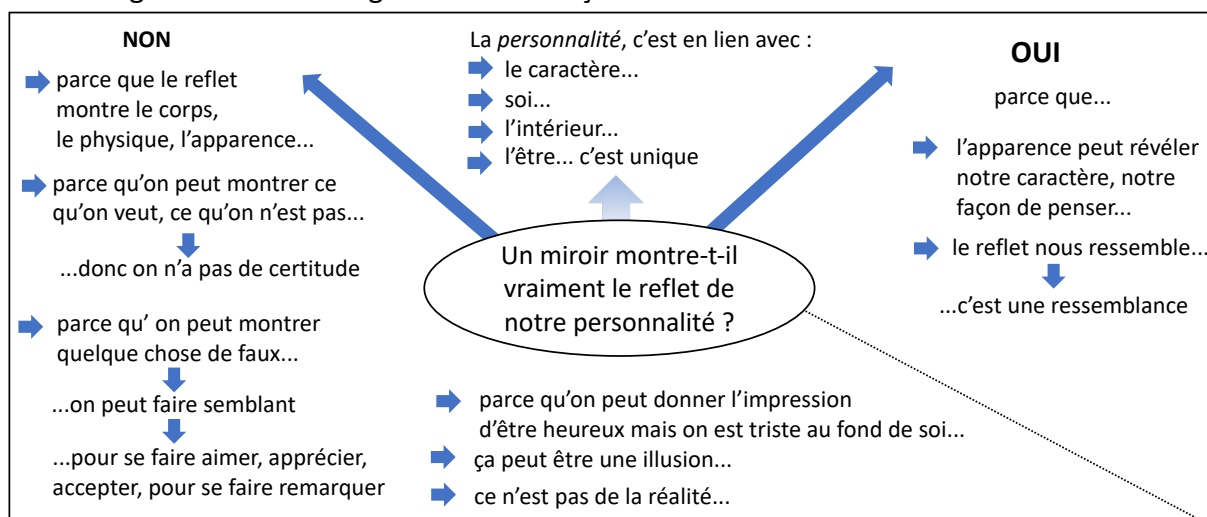 NON
parce que le reflet
montre le corps,
le physique, l'apparence...
parce qu'on peut montrer ce
qu'on veut, ce qu'on n'est pas...
...donc on n'a pas de certitude
parce qu' on peut montrer
quelque chose de faux...
...on peut faire semblant
...pour se faire aimer, apprécier,
accepter, pour se faire remarquer
La personnalité, c'est en lien avec :
le caractère...
soi...
l'intérieur...
l'être... c'est unique
Un miroir montre-t-il
vraiment le reflet de
notre personnalité ?
parce qu'on peut donner l'impression
d'être heureux mais on est triste au fond de soi...
ça peut être une illusion...
ce n'est pas de la réalité...
OUI
parce que...
l'apparence peut révéler
notre caractère, notre
façon de penser...
le reflet nous ressemble...
...c'est une ressemblance